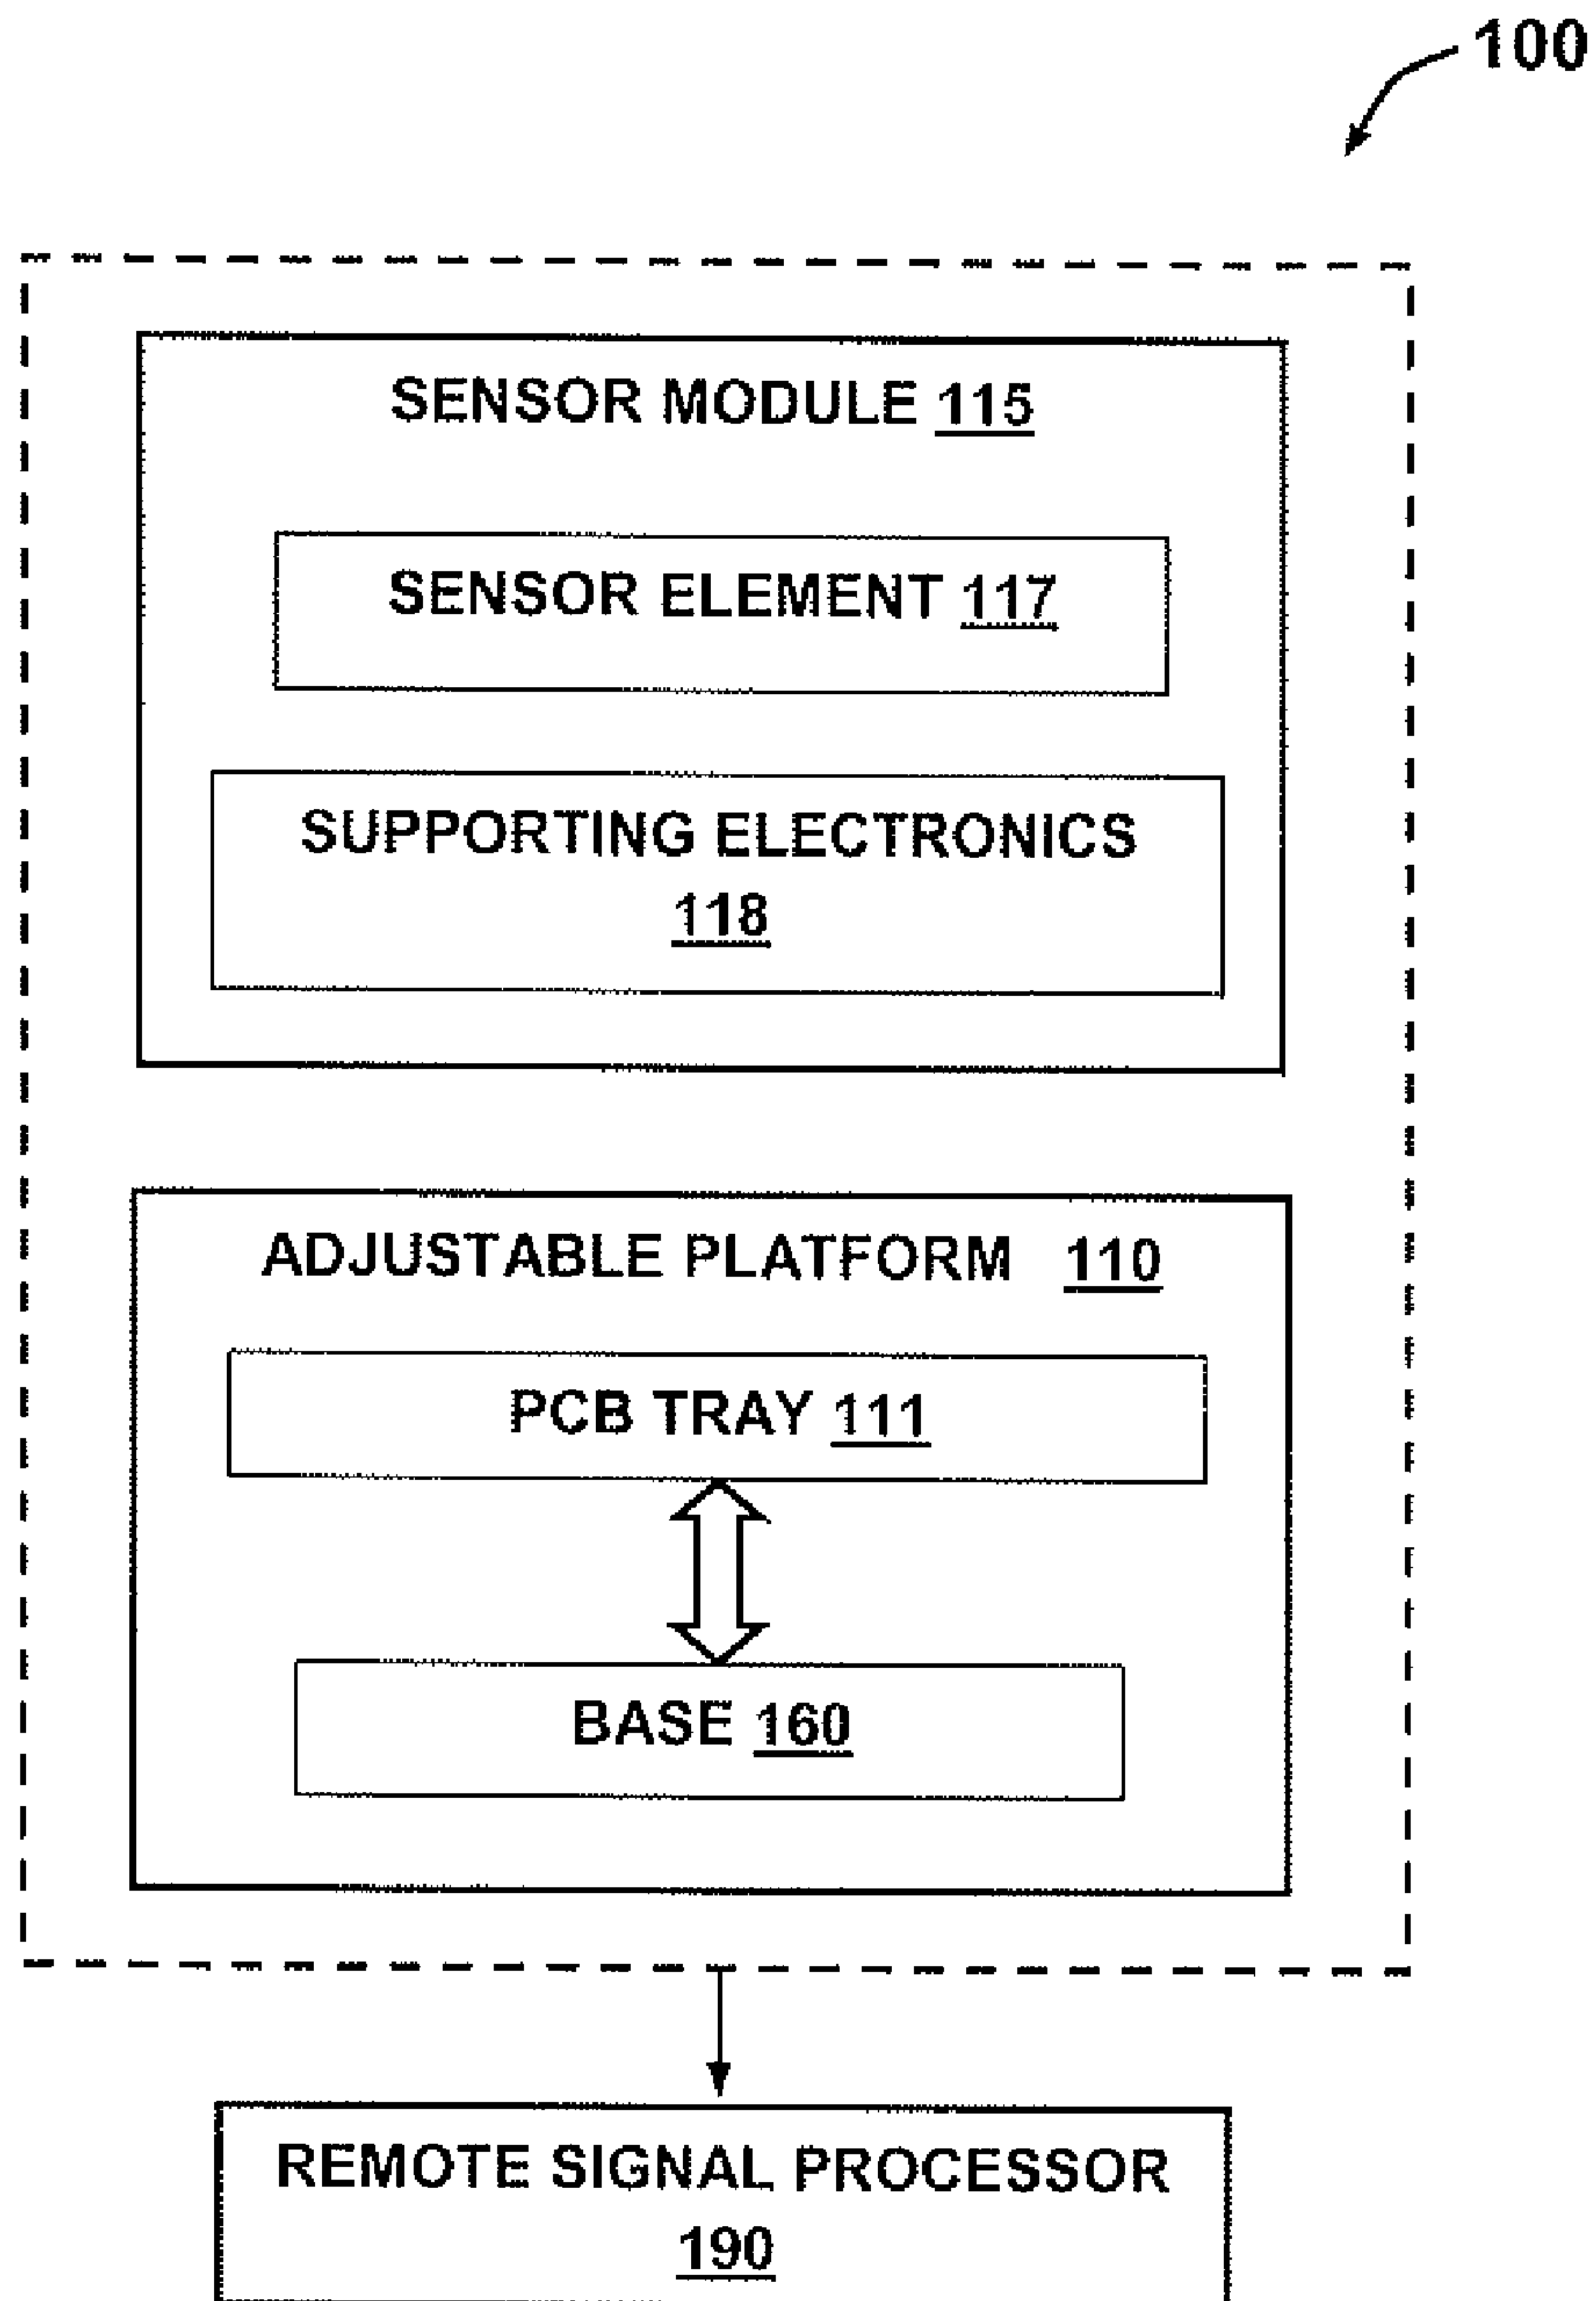 100
SENSOR MODULE 115
SENSOR ELEMENT 117
SUPPORTING ELECTRONICS
118
ADJUSTABLE PLATFORM 110
PCB TRAY 111
BASE 160
REMOTE SIGNAL PROCESSOR
190